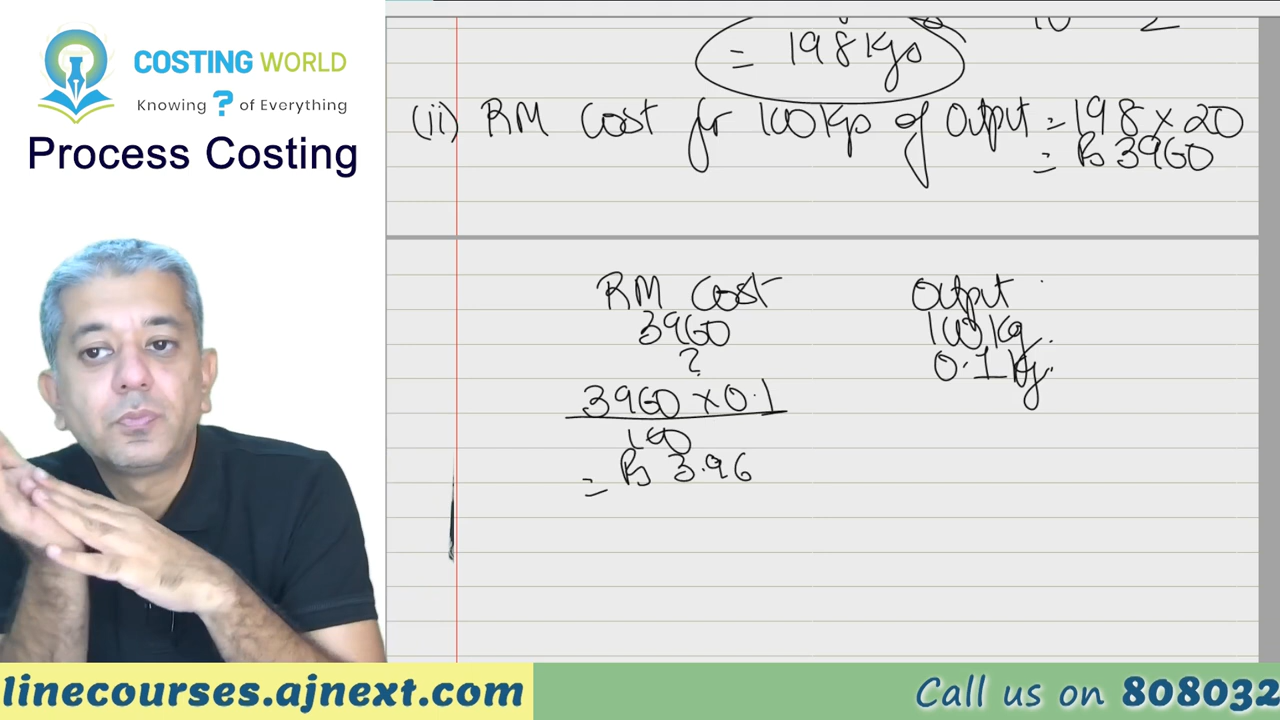 COSTING WORLD
Knowing ? of Everything
Process Costing
= 198 Kgs
(ii) RM Cost for 100 Kgs of Output = 198 × 20
= Rs 3960
RM Cost Output
3960 100 Kg.
? 0.1 Kg.
3960 × 0.1
100
= Rs 3.96
linecourses.ajnext.com
Call us on 808032